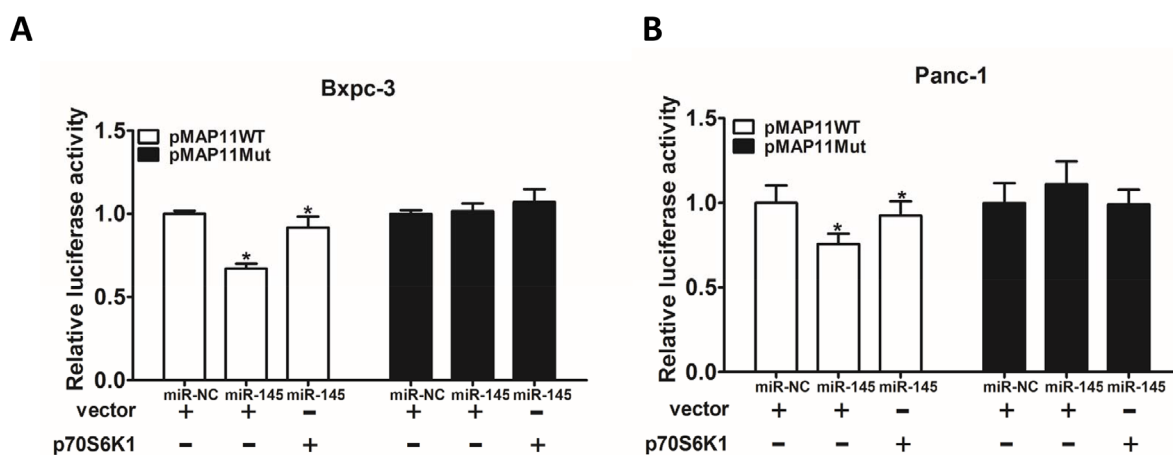 A
Bxpc-3
Relative luciferase activity
1.5
1.0
0.5
0.0
pMAP11WT
pMAP11Mut
*
*
miR-NC miR-145 miR-145 miR-NC miR-145 miR-145
vector + + - + + -
p70S6K1 - - + - - +
B
Panc-1
Relative luciferase activity
1.5
1.0
0.5
0.0
pMAP11WT
pMAP11Mut
*
*
miR-NC miR-145 miR-145 miR-NC miR-145 miR-145
vector + + - + + -
p70S6K1 - - + - - +